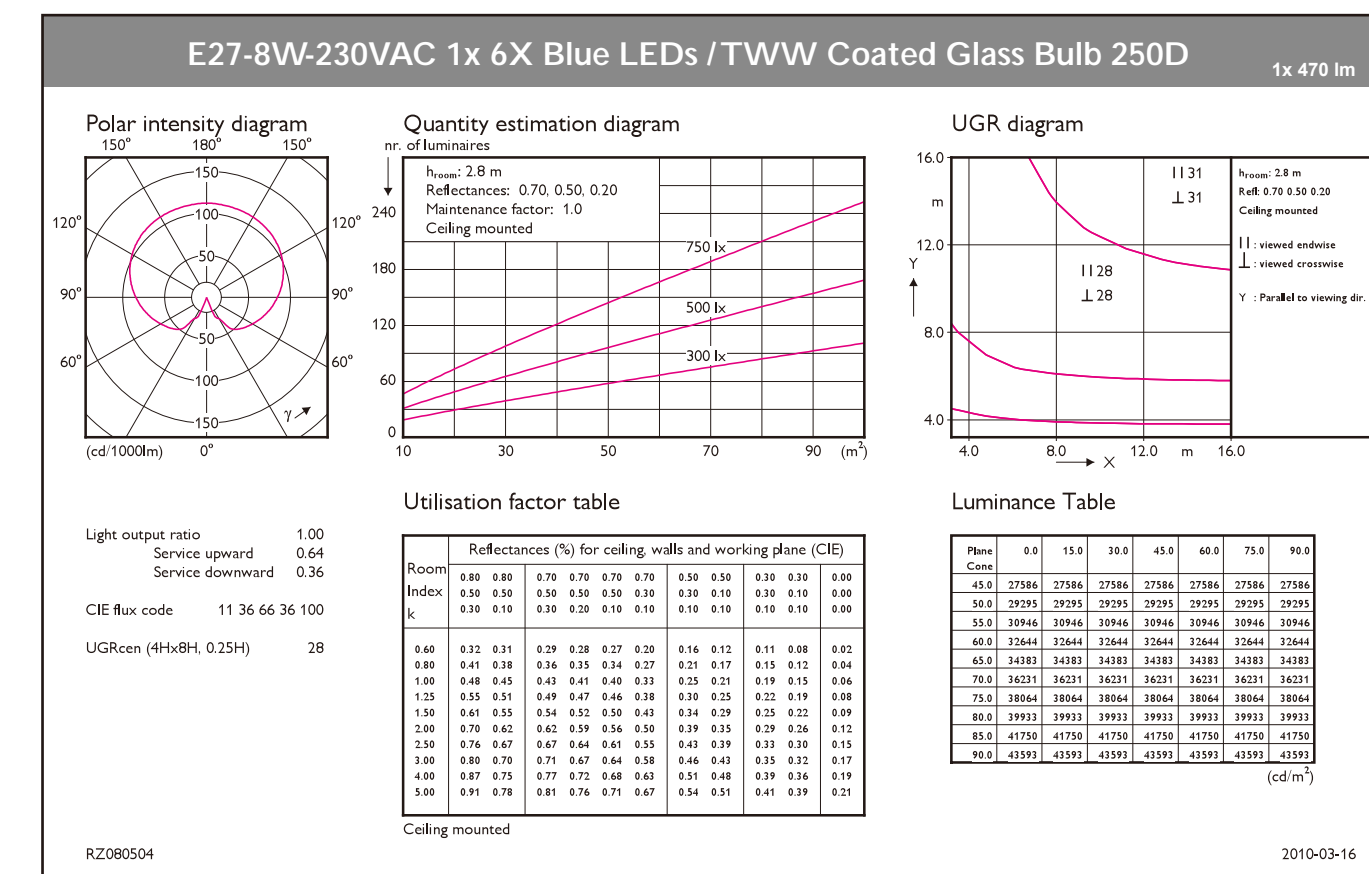 E27-8W-230VAC 1x 6X Blue LEDs / TWW Coated Glass Bulb 250D
1x 470 lm
Polar intensity diagram
150° 180° 150°
150
120° 100 120°
50
90° 90°
50
60° 60°
100
γ
150
(cd/1000lm) 0°
Quantity estimation diagram
nr. of luminaires
hroom: 2.8 m
Reflectances: 0.70, 0.50, 0.20
Maintenance factor: 1.0
Ceiling mounted
240
750 lx
180
500 lx
120
300 lx
60
0
10 30 50 70 90 (m²)
UGR diagram
16.0
m
12.0
Y
8.0
4.0
4.0 8.0 12.0 m 16.0
X
II 31
⊥ 31
II 28
⊥ 28
hroom: 2.8 m
Refl: 0.70 0.50 0.20
Ceiling mounted
II : viewed endwise
⊥ : viewed crosswise
Y : Parallel to viewing dir.
Light output ratio 1.00
Service upward 0.64
Service downward 0.36
CIE flux code 11 36 66 36 100
UGRcen (4Hx8H, 0.25H) 28
Utilisation factor table
Reflectances (%) for ceiling, walls and working plane (CIE)
Room Index k
0.80 0.80 0.70 0.70 0.70 0.70 0.50 0.50 0.30 0.30 0.00
0.50 0.50 0.50 0.50 0.50 0.30 0.30 0.10 0.30 0.10 0.00
0.30 0.10 0.30 0.20 0.10 0.10 0.10 0.10 0.10 0.10 0.00
0.60 0.32 0.31 0.29 0.28 0.27 0.20 0.16 0.12 0.11 0.08 0.02
0.80 0.41 0.38 0.36 0.35 0.34 0.27 0.21 0.17 0.15 0.12 0.04
1.00 0.48 0.45 0.43 0.41 0.40 0.33 0.25 0.21 0.19 0.15 0.06
1.25 0.55 0.51 0.49 0.47 0.46 0.38 0.30 0.25 0.22 0.19 0.08
1.50 0.61 0.55 0.54 0.52 0.50 0.43 0.34 0.29 0.25 0.22 0.09
2.00 0.70 0.62 0.62 0.59 0.56 0.50 0.39 0.35 0.29 0.26 0.12
2.50 0.76 0.67 0.67 0.64 0.61 0.55 0.43 0.39 0.33 0.30 0.15
3.00 0.80 0.70 0.71 0.67 0.64 0.58 0.46 0.43 0.35 0.32 0.17
4.00 0.87 0.75 0.77 0.72 0.68 0.63 0.51 0.48 0.39 0.36 0.19
5.00 0.91 0.78 0.81 0.76 0.71 0.67 0.54 0.51 0.41 0.39 0.21
Ceiling mounted
Luminance Table
Plane 0.0 15.0 30.0 45.0 60.0 75.0 90.0
Cone
45.0 27586 27586 27586 27586 27586 27586 27586
50.0 29295 29295 29295 29295 29295 29295 29295
55.0 30946 30946 30946 30946 30946 30946 30946
60.0 32644 32644 32644 32644 32644 32644 32644
65.0 34383 34383 34383 34383 34383 34383 34383
70.0 36231 36231 36231 36231 36231 36231 36231
75.0 38064 38064 38064 38064 38064 38064 38064
80.0 39933 39933 39933 39933 39933 39933 39933
85.0 41750 41750 41750 41750 41750 41750 41750
90.0 43593 43593 43593 43593 43593 43593 43593
(cd/m²)
RZ080504
2010-03-16